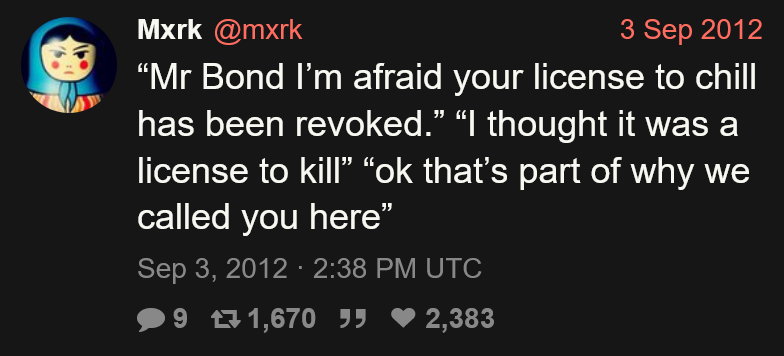 Mxrk @mxrk 3 Sep 2012
“Mr Bond I’m afraid your license to chill
has been revoked.” “I thought it was a
license to kill” “ok that’s part of why we
called you here”
Sep 3, 2012 · 2:38 PM UTC
9 1,670 2,383